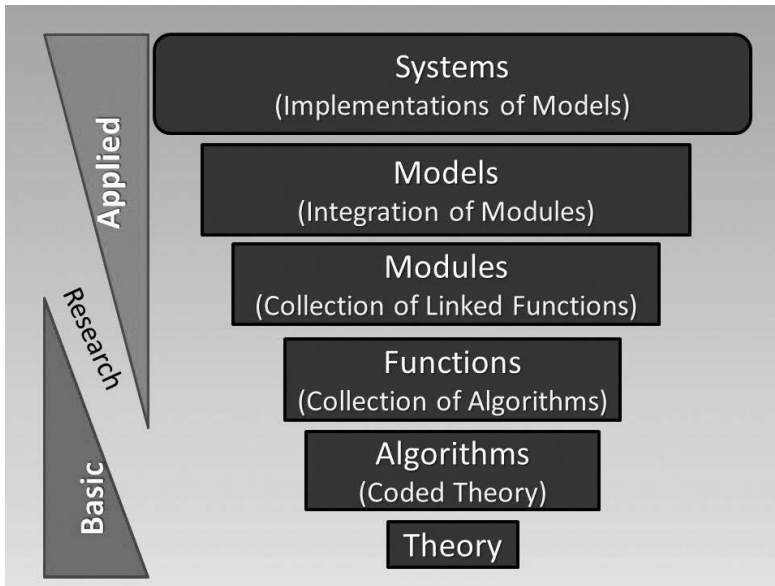 Systems
(Implementations of Models)
Models
(Integration of Modules)
Modules
(Collection of Linked Functions)
Functions
(Collection of Algorithms)
Algorithms
(Coded Theory)
Theory
Applied
Research
Basic